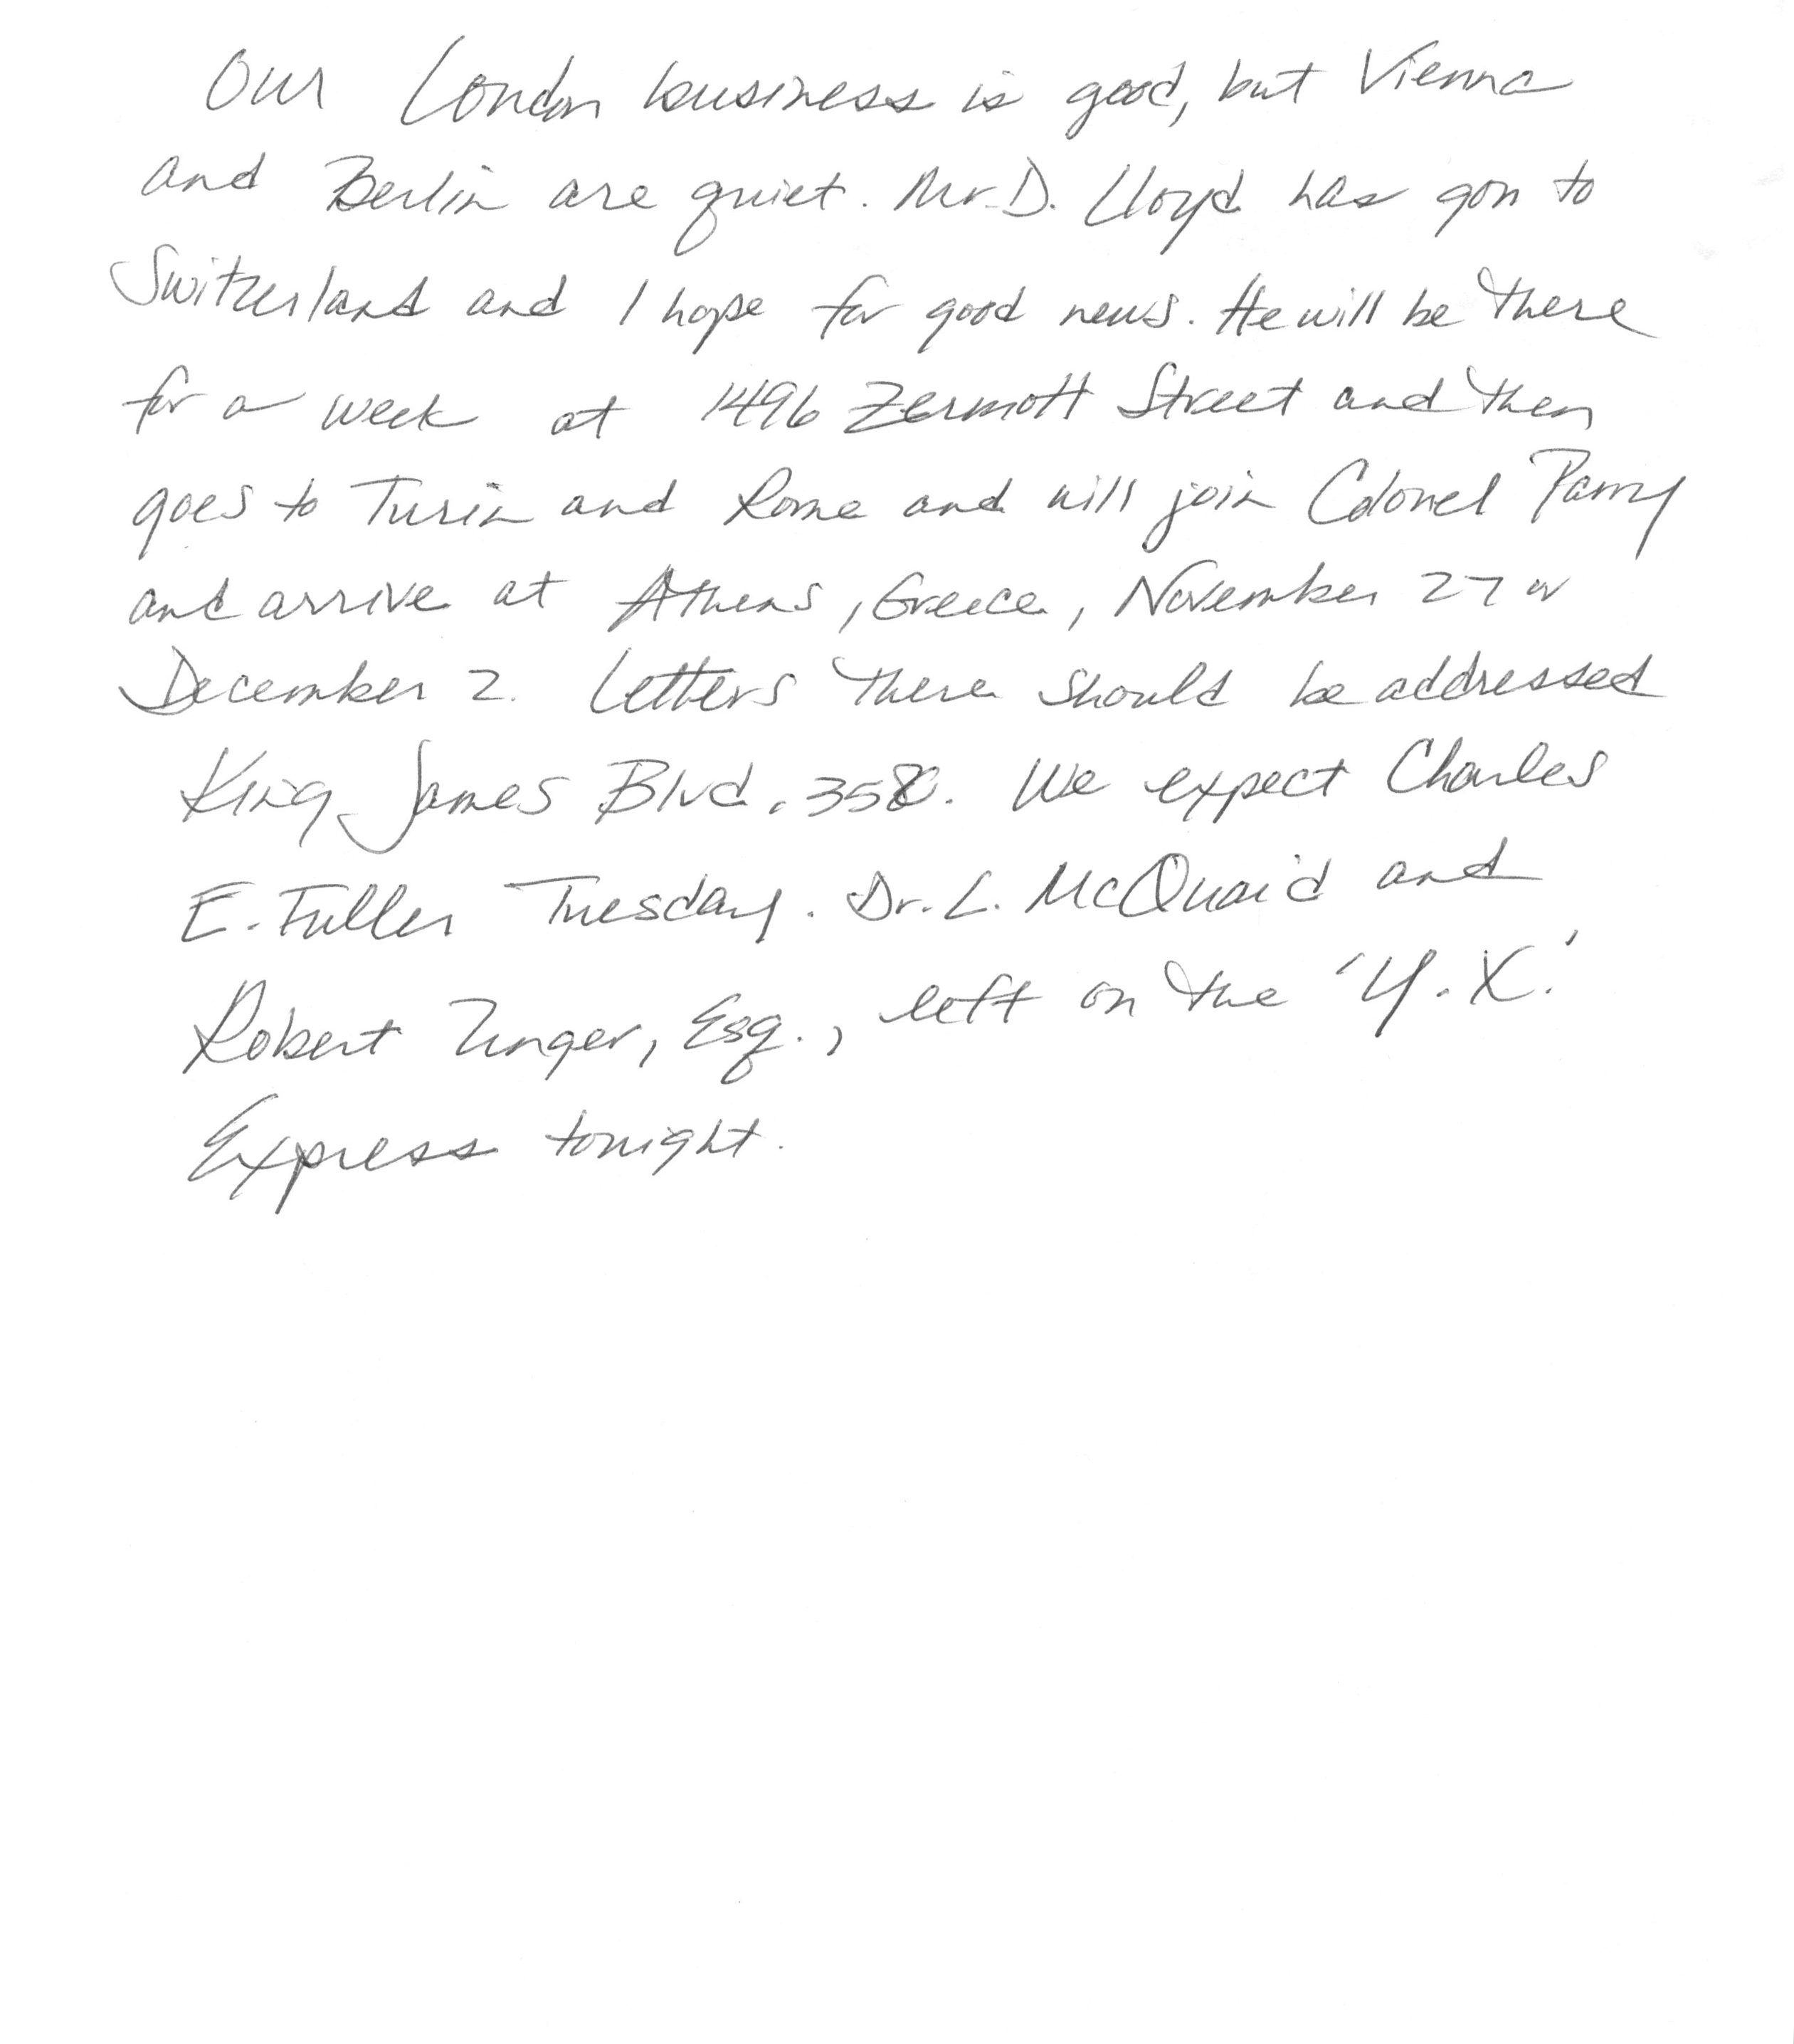 Our London business is good, but Vienna
and Berlin are quiet. Mr. D. Lloyd has gon to
Switzerland and I hope for good news. He will be there
for a week at 1496 Zermott Street and then
goes to Turin and Rome and will join Colonel Parry
and arrive at Athens, Greece, November 27 or
December 2. Letters there should be addressed
King James Blvd. 3580. We expect Charles
E. Fuller Tuesday. Dr. L. McQuaid and
Robert Unger, Esq., left on the 'Y.X.'
Express tonight.